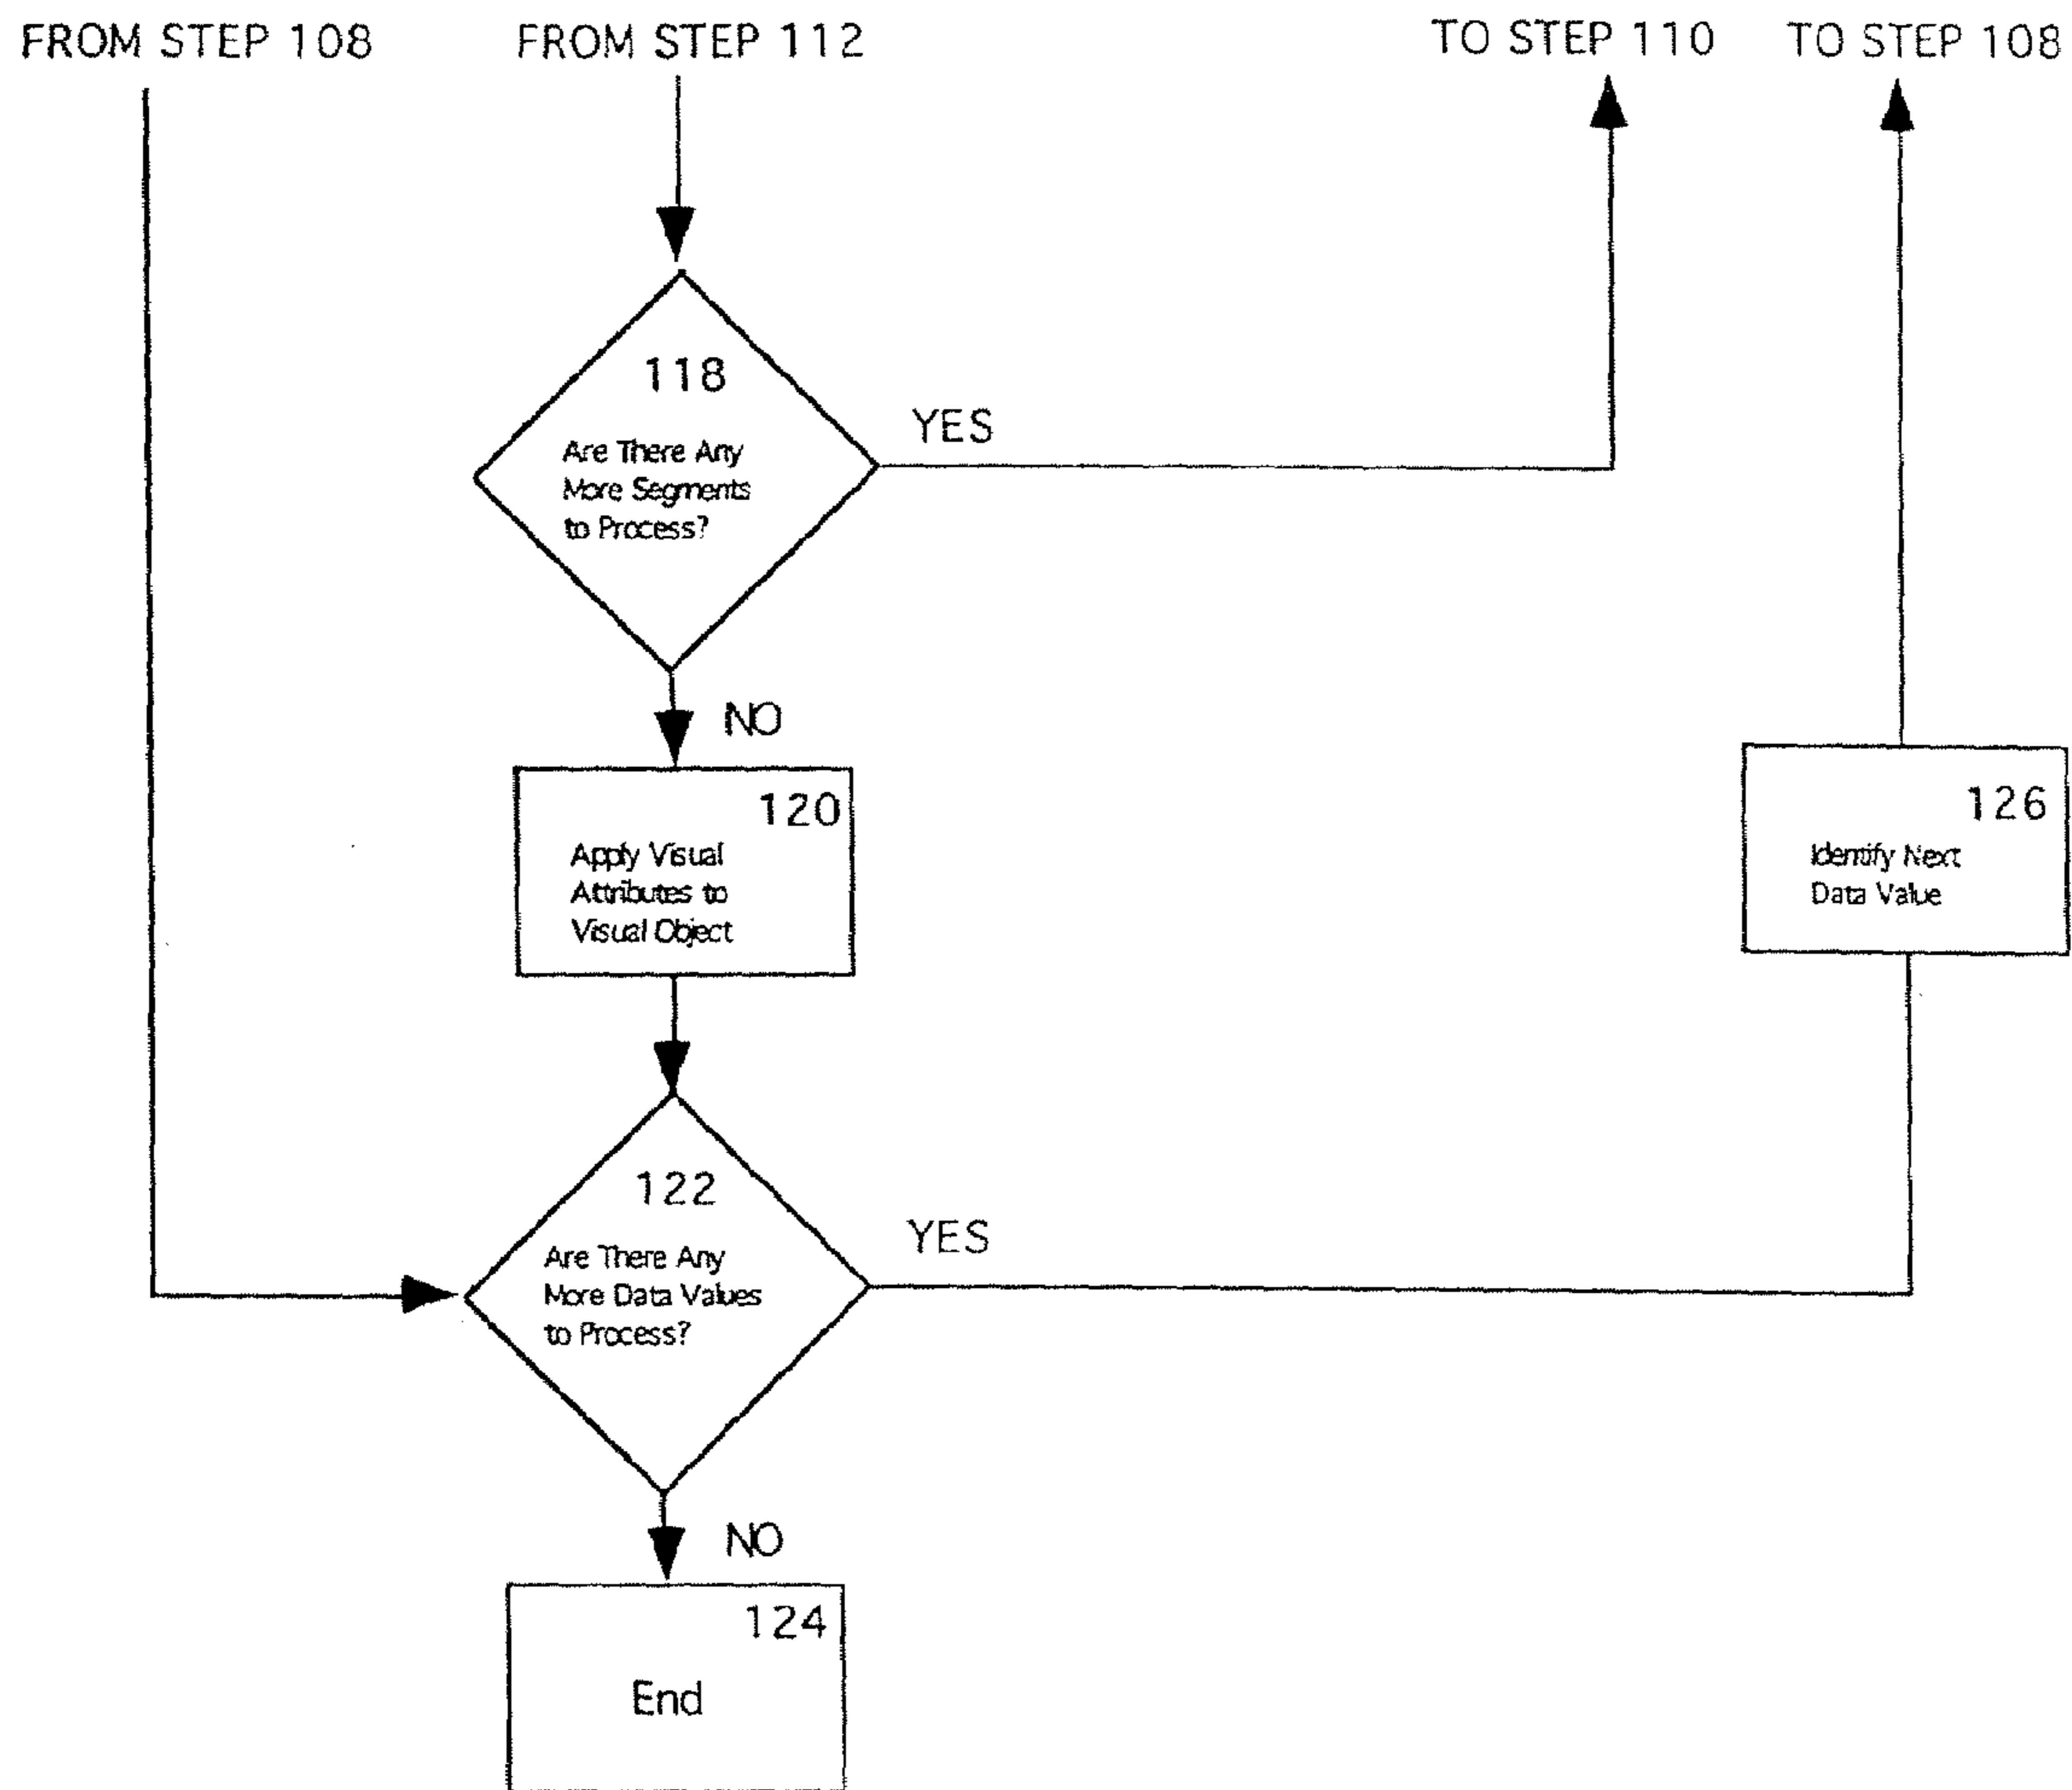 FROM STEP 108
FROM STEP 112
TO STEP 110
TO STEP 108
118
Are There Any
More Segments
to Process?
YES
NO
120
Apply Visual
Attributes to
Visual Object
126
Identify Next
Data Value
122
Are There Any
More Data Values
to Process?
YES
NO
124
End